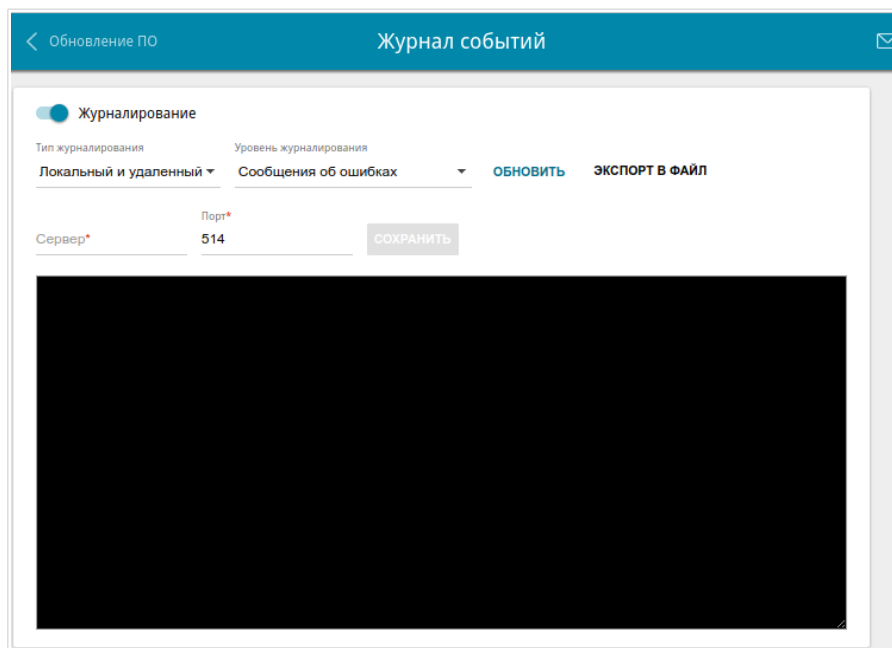 Обновление ПО
Журнал событий
Журналирование
Тип журналирования
Уровень журналирования
Локальный и удаленный
Сообщения об ошибках
ОБНОВИТЬ
ЭКСПОРТ В ФАЙЛ
Сервер*
Порт*
514
СОХРАНИТЬ